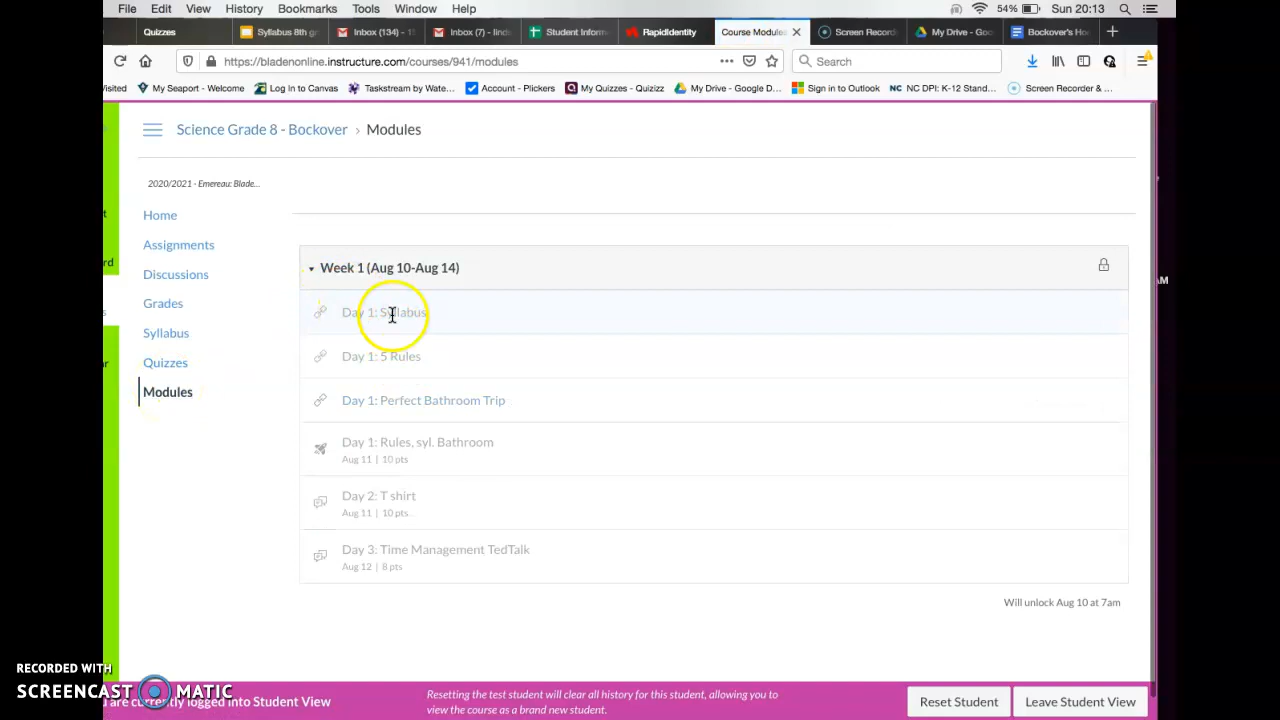 File Edit View History Bookmarks Tools Window Help 54% Sun 20:13
Quizzes Syllabus 8th gr Inbox (134) - 1 Inbox (7) - lind Student Inform RapidIdentity Course Modules Screen Record My Drive - Goo Bockover's Ho
https://bladenonline.instructure.com/courses/941/modules Search
Visited My Seaport - Welcome Log In to Canvas Taskstream by Wate... Account - Plickers My Quizzes - Quizizz My Drive - Google D... Sign in to Outlook NC DPI: K-12 Stand... Screen Recorder & ...
Science Grade 8 - Bockover › Modules
2020/2021 - Emereau: Blade...
Home
Assignments
Discussions
Grades
Syllabus
Quizzes
Modules
Week 1 (Aug 10-Aug 14)
Day 1: Syllabus
Day 1: 5 Rules
Day 1: Perfect Bathroom Trip
Day 1: Rules, syl. Bathroom
Aug 11 | 10 pts
Day 2: T shirt
Aug 11 | 10 pts
Day 3: Time Management TedTalk
Aug 12 | 8 pts
Will unlock Aug 10 at 7am
AM
RECORDED WITH
SCREENCAST MATIC
are currently logged into Student View
Resetting the test student will clear all history for this student, allowing you to
view the course as a brand new student.
Reset Student Leave Student View